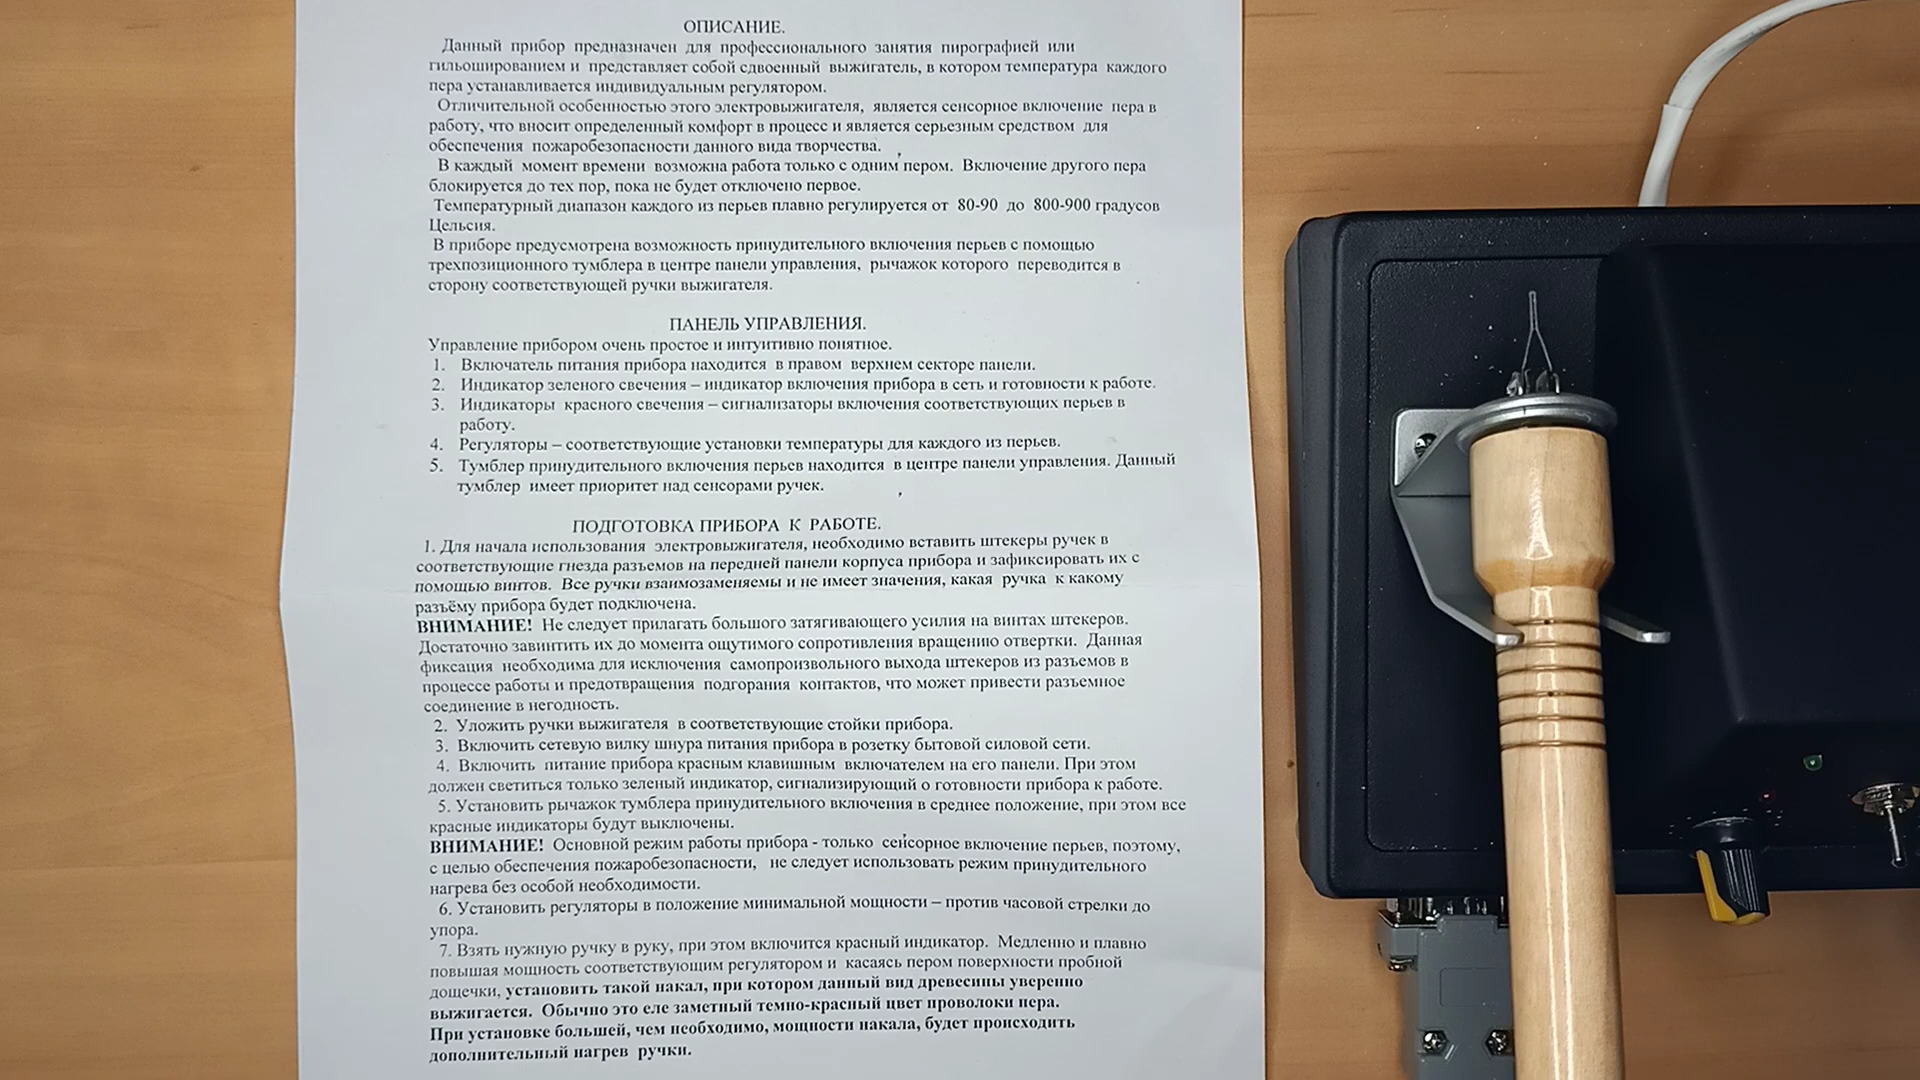 ОПИСАНИЕ.
Данный прибор предназначен для профессионального занятия пирографией или
гильошированием и представляет собой сдвоенный выжигатель, в котором температура каждого
пера устанавливается индивидуальным регулятором.
Отличительной особенностью этого электровыжигателя, является сенсорное включение пера в
работу, что вносит определенный комфорт в процесс и является серьезным средством для
обеспечения пожаробезопасности данного вида творчества.
В каждый момент времени возможна работа только с одним пером. Включение другого пера
блокируется до тех пор, пока не будет отключено первое.
Температурный диапазон каждого из перьев плавно регулируется от 80-90 до 800-900 градусов
Цельсия.
В приборе предусмотрена возможность принудительного включения перьев с помощью
трехпозиционного тумблера в центре панели управления, рычажок которого переводится в
сторону соответствующей ручки выжигателя.
ПАНЕЛЬ УПРАВЛЕНИЯ.
Управление прибором очень простое и интуитивно понятное.
1. Включатель питания прибора находится в правом верхнем секторе панели.
2. Индикатор зеленого свечения – индикатор включения прибора в сеть и готовности к работе.
3. Индикаторы красного свечения – сигнализаторы включения соответствующих перьев в
работу.
4. Регуляторы – соответствующие установки температуры для каждого из перьев.
5. Тумблер принудительного включения перьев находится в центре панели управления. Данный
тумблер имеет приоритет над сенсорами ручек.
ПОДГОТОВКА ПРИБОРА К РАБОТЕ.
1. Для начала использования электровыжигателя, необходимо вставить штекеры ручек в
соответствующие гнезда разъемов на передней панели корпуса прибора и зафиксировать их с
помощью винтов. Все ручки взаимозаменяемы и не имеет значения, какая ручка к какому
разъёму прибора будет подключена.
ВНИМАНИЕ! Не следует прилагать большого затягивающего усилия на винтах штекеров.
Достаточно завинтить их до момента ощутимого сопротивления вращению отвертки. Данная
фиксация необходима для исключения самопроизвольного выхода штекеров из разъемов в
процессе работы и предотвращения подгорания контактов, что может привести разъемное
соединение в негодность.
2. Уложить ручки выжигателя в соответствующие стойки прибора.
3. Включить сетевую вилку шнура питания прибора в розетку бытовой силовой сети.
4. Включить питание прибора красным клавишным включателем на его панели. При этом
должен светиться только зеленый индикатор, сигнализирующий о готовности прибора к работе.
5. Установить рычажок тумблера принудительного включения в среднее положение, при этом все
красные индикаторы будут выключены.
ВНИМАНИЕ! Основной режим работы прибора - только сенсорное включение перьев, поэтому,
с целью обеспечения пожаробезопасности, не следует использовать режим принудительного
нагрева без особой необходимости.
6. Установить регуляторы в положение минимальной мощности – против часовой стрелки до
упора.
7. Взять нужную ручку в руку, при этом включится красный индикатор. Медленно и плавно
повышая мощность соответствующим регулятором и касаясь пером поверхности пробной
дощечки, установить такой накал, при котором данный вид древесины уверенно
выжигается. Обычно это еле заметный темно-красный цвет проволоки пера.
При установке большей, чем необходимо, мощности накала, будет происходить
дополнительный нагрев ручки.